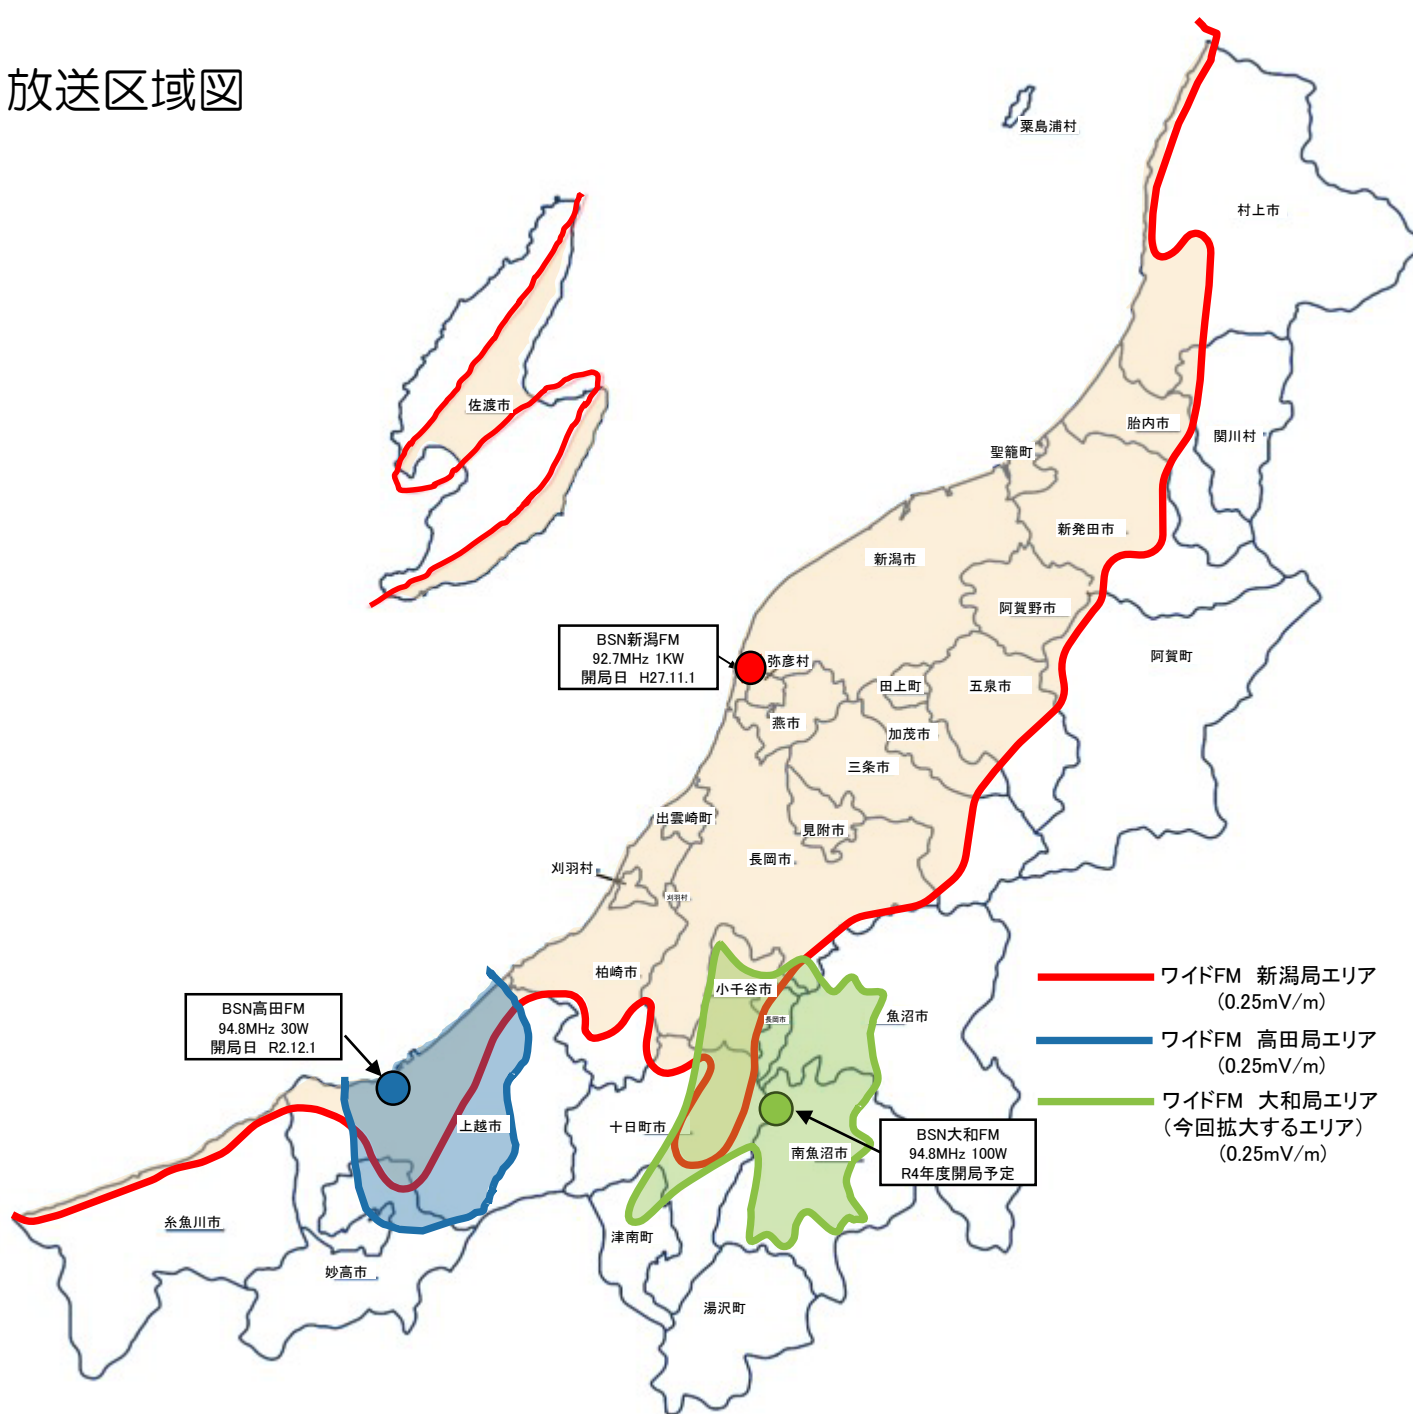 放送区域図
粟島浦村
村上市
佐渡市
胎内市
関川村
聖籠町
新発田市
新潟市
阿賀野市
BSN新潟FM
92.7MHz 1KW
開局日 H27.11.1
弥彦村
阿賀町
田上町
五泉市
燕市
加茂市
三条市
出雲崎町
見附市
長岡市
刈羽村
刈羽村
柏崎市
小千谷市
長岡市
魚沼市
ワイドFM 新潟局エリア
(0.25mV/m)
BSN高田FM
94.8MHz 30W
開局日 R2.12.1
ワイドFM 高田局エリア
(0.25mV/m)
ワイドFM 大和局エリア
(今回拡大するエリア)
(0.25mV/m)
上越市
十日町市
南魚沼市
BSN大和FM
94.8MHz 100W
R4年度開局予定
糸魚川市
津南町
妙高市
湯沢町